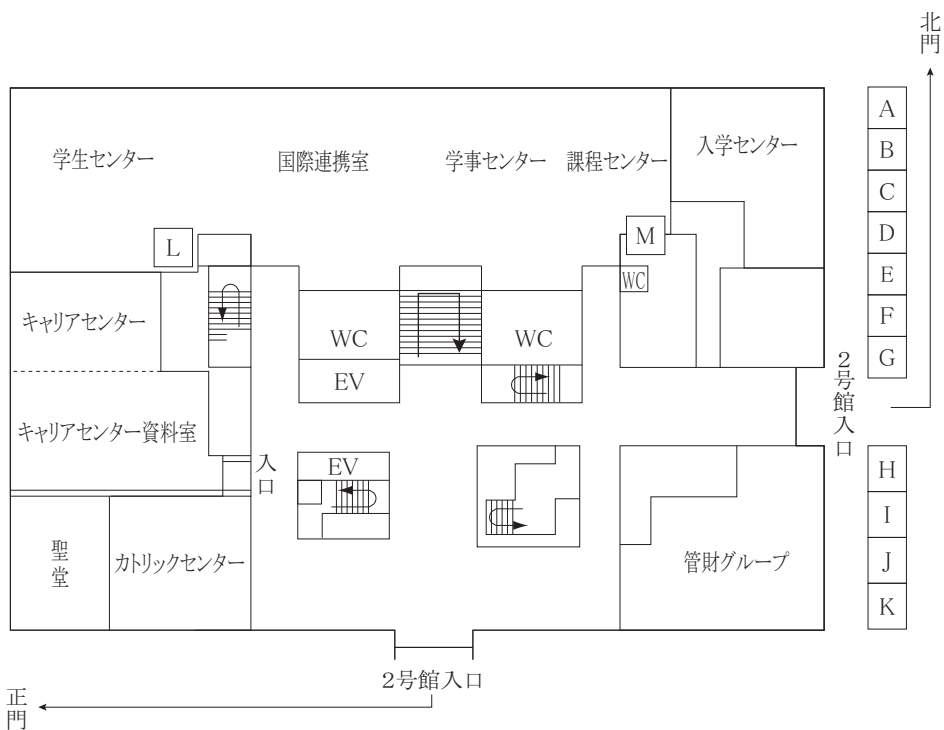 北門
A
B
C
D
E
F
G
学生センター
国際連携室
学事センター
課程センター
入学センター
L
M
WC
キャリアセンター
WC
WC
EV
2号館入口
キャリアセンター資料室
入口
EV
H
I
J
K
聖堂
カトリックセンター
管財グループ
2号館入口
正門